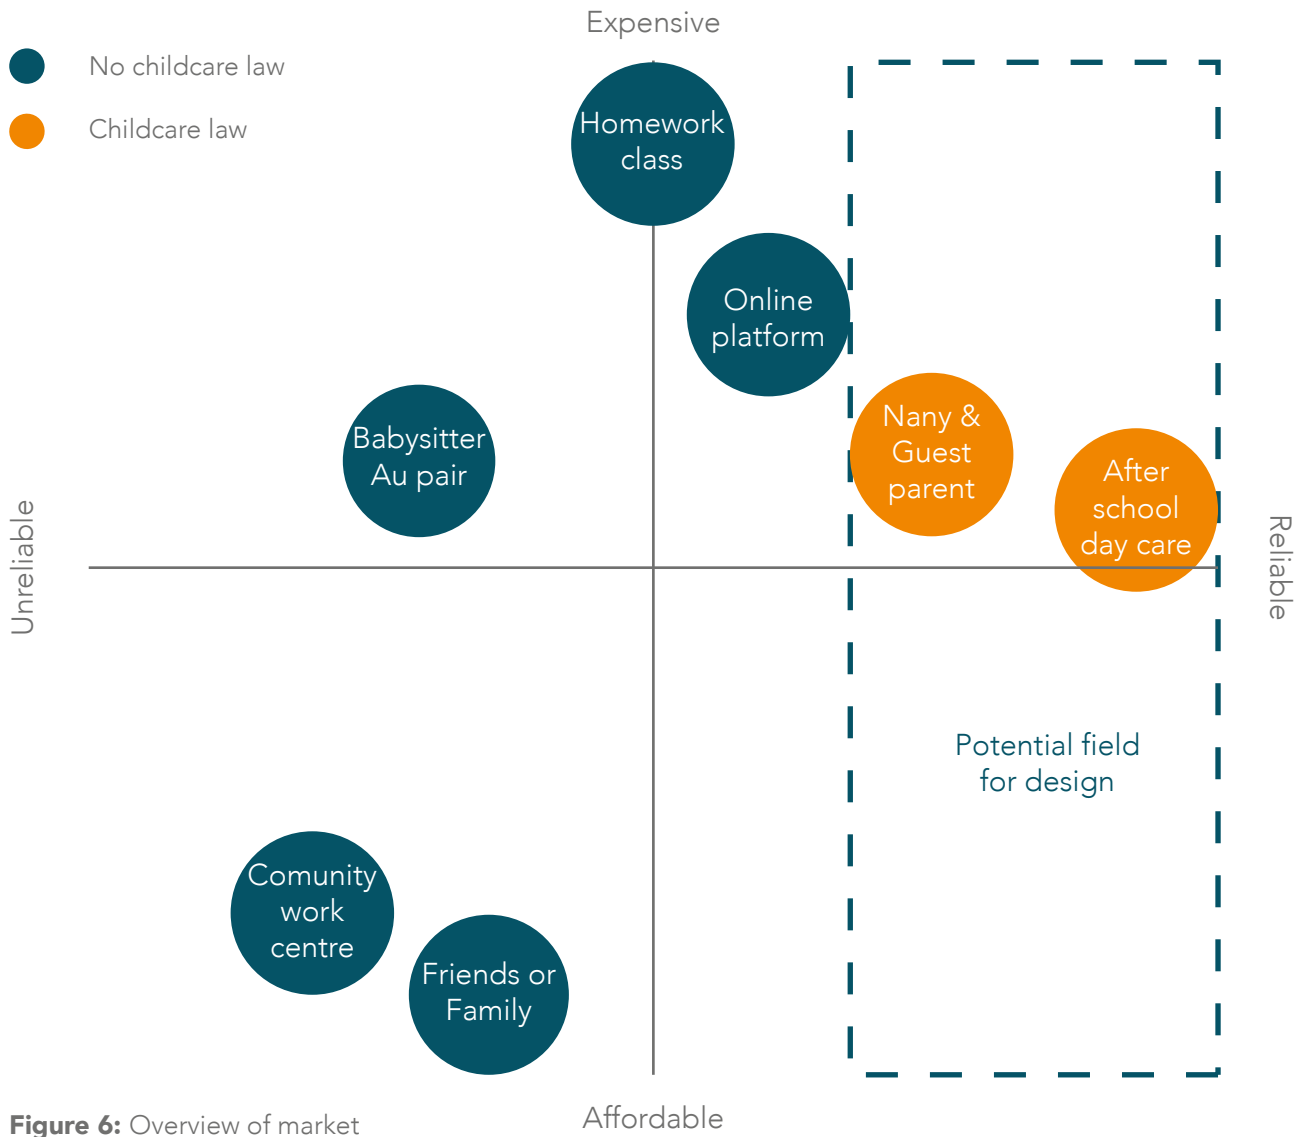 Expensive
No childcare law
Childcare law
Homework
class
Online
platform
Babysitter
Au pair
Nany &
Guest
parent
After
school
day care
Unreliable
Reliable
Potential field
for design
Comunity
work
centre
Friends or
Family
Affordable
Figure 6: Overview of market